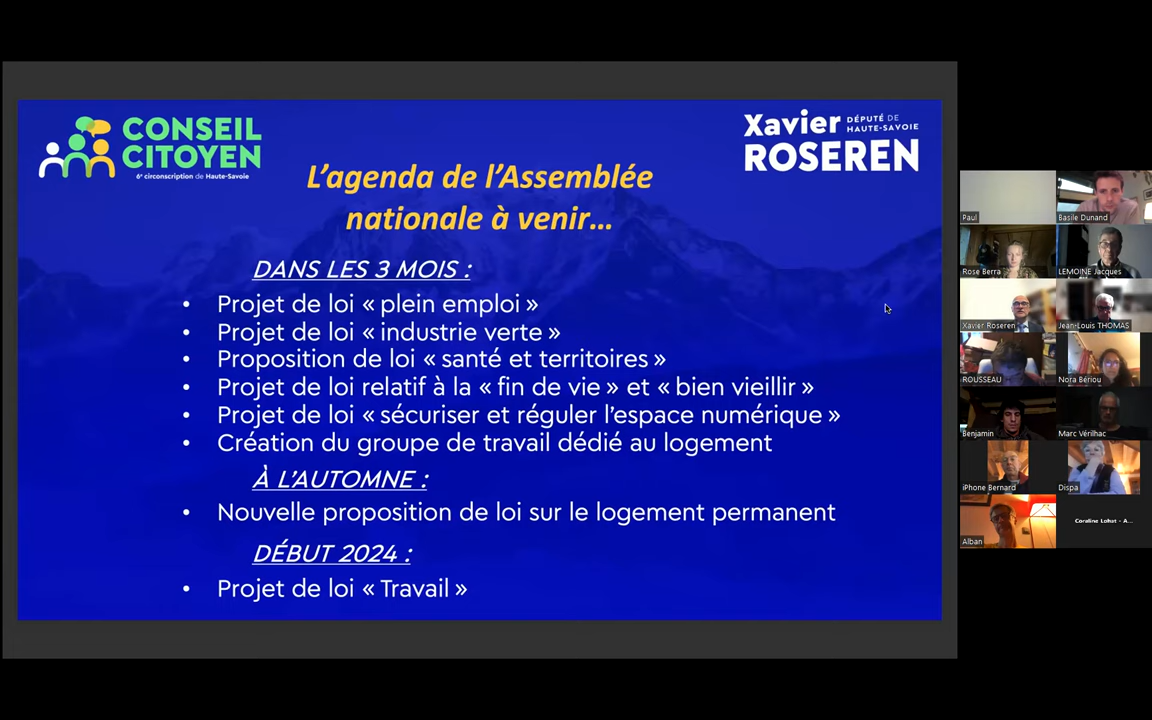 CONSEIL
CITOYEN
6e circonscription de Haute-Savoie
Xavier DÉPUTÉ DE
HAUTE-SAVOIE
ROSEREN
L’agenda de l’Assemblée
nationale à venir…
DANS LES 3 MOIS :
• Projet de loi « plein emploi »
• Projet de loi « industrie verte »
• Proposition de loi « santé et territoires »
• Projet de loi relatif à la « fin de vie » et « bien vieillir »
• Projet de loi « sécuriser et réguler l’espace numérique »
• Création du groupe de travail dédié au logement
À L’AUTOMNE :
• Nouvelle proposition de loi sur le logement permanent
DÉBUT 2024 :
• Projet de loi « Travail »
Paul
Basile Dunand
Rose Berra
LEMOINE Jacques
Xavier Roseren
Jean-Louis THOMAS
ROUSSEAU
Nora Bériou
Benjamin
Marc Vérilhac
iPhone Bernard
Dispa
Alban
Coraline Lohat - A...